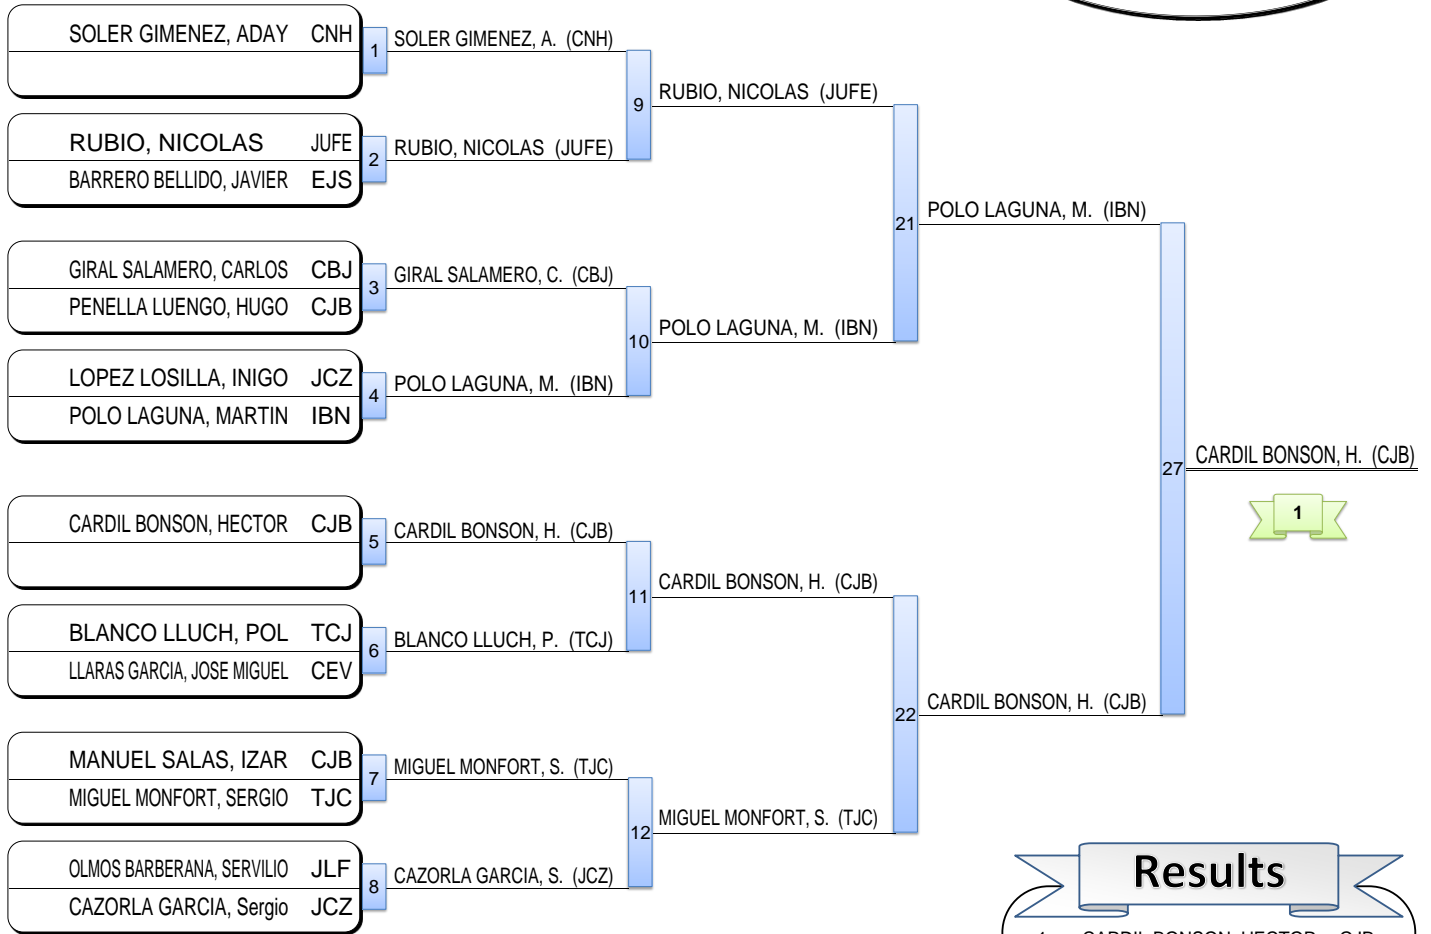 SOLER GIMENEZ, ADAY CNH
1
SOLER GIMENEZ, A. (CNH)
9
RUBIO, NICOLAS (JUFE)
RUBIO, NICOLAS JUFE
BARRERO BELLIDO, JAVIER EJS
2
RUBIO, NICOLAS (JUFE)
21
POLO LAGUNA, M. (IBN)
GIRAL SALAMERO, CARLOS CBJ
PENELLA LUENGO, HUGO CJB
3
GIRAL SALAMERO, C. (CBJ)
10
POLO LAGUNA, M. (IBN)
LOPEZ LOSILLA, INIGO JCZ
POLO LAGUNA, MARTIN IBN
4
POLO LAGUNA, M. (IBN)
27
CARDIL BONSON, H. (CJB)
1
CARDIL BONSON, HECTOR CJB
5
CARDIL BONSON, H. (CJB)
11
CARDIL BONSON, H. (CJB)
BLANCO LLUCH, POL TCJ
LLARAS GARCIA, JOSE MIGUEL CEV
6
BLANCO LLUCH, P. (TCJ)
22
CARDIL BONSON, H. (CJB)
MANUEL SALAS, IZAR CJB
MIGUEL MONFORT, SERGIO TJC
7
MIGUEL MONFORT, S. (TJC)
12
MIGUEL MONFORT, S. (TJC)
OLMOS BARBERANA, SERVILIO JLF
CAZORLA GARCIA, Sergio JCZ
8
CAZORLA GARCIA, S. (JCZ)
Results
1 CARDIL BONSON, HECTOR CJB